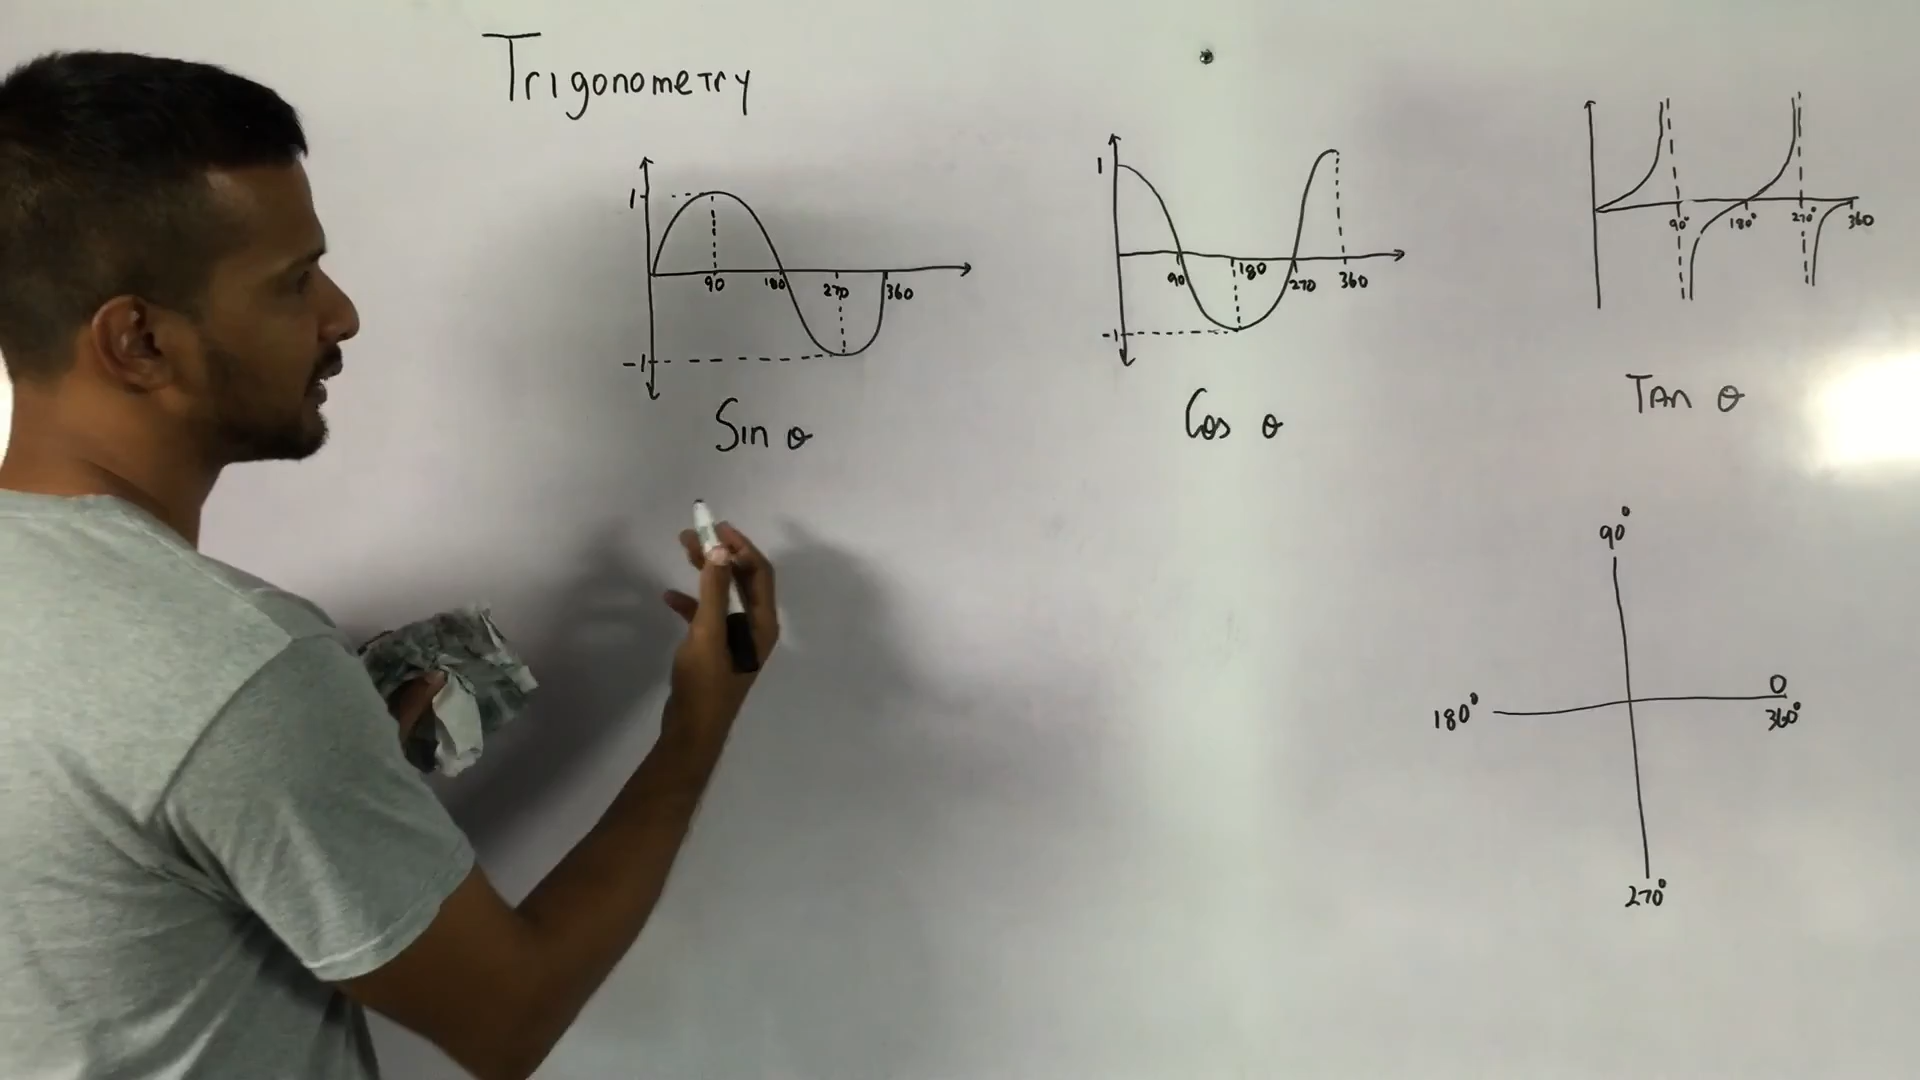 Trigonometry
1
90 180 270 360
-1
Sin θ
1
90 180 270 360
-1
Cos θ
90° 180° 270° 360
Tan θ
90°
180°
0
360°
270°